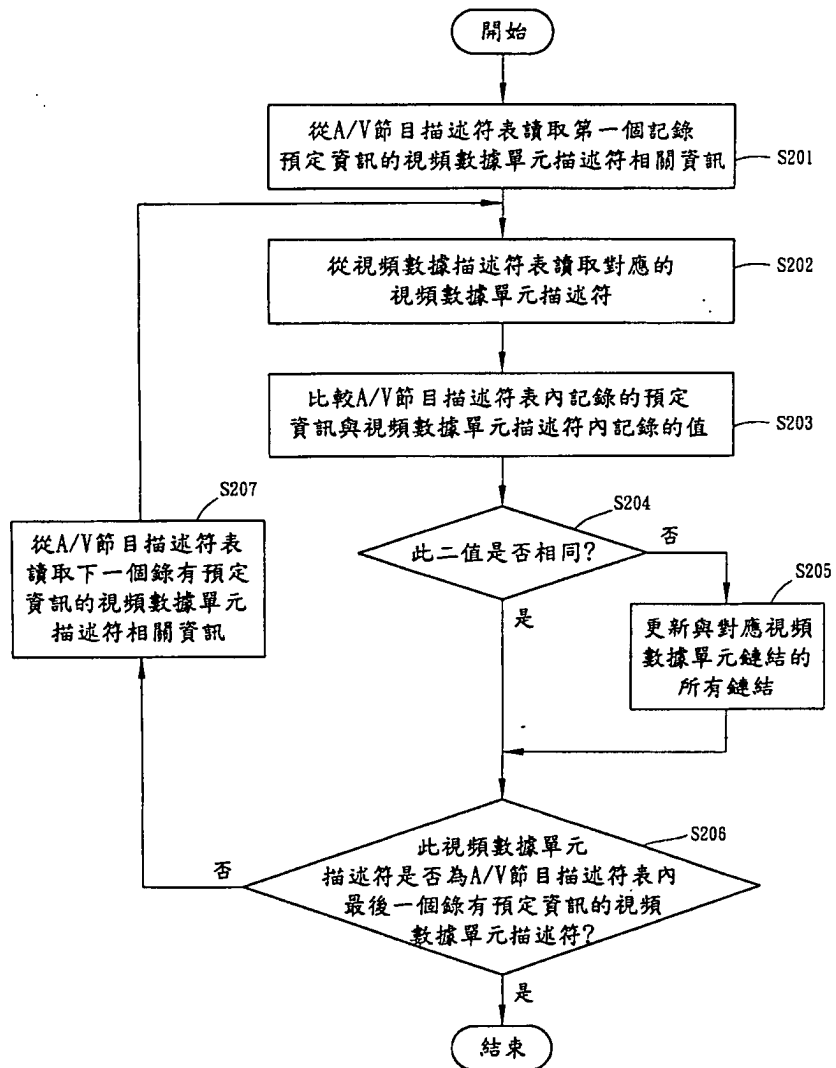 開始
從A/V節目描述符表讀取第一個記錄
預定資訊的視頻數據單元描述符相關資訊
S201
從視頻數據描述符表讀取對應的
視頻數據單元描述符
S202
比較A/V節目描述符表內記錄的預定
資訊與視頻數據單元描述符內記錄的值
S203
S204
此二值是否相同?
否
是
S205
更新與對應視頻
數據單元鏈結的
所有鏈結
S207
從A/V節目描述符表
讀取下一個錄有預定
資訊的視頻數據單元
描述符相關資訊
S206
此視頻數據單元
描述符是否為A/V節目描述符表內
最後一個錄有預定資訊的視頻
數據單元描述符?
否
是
結束